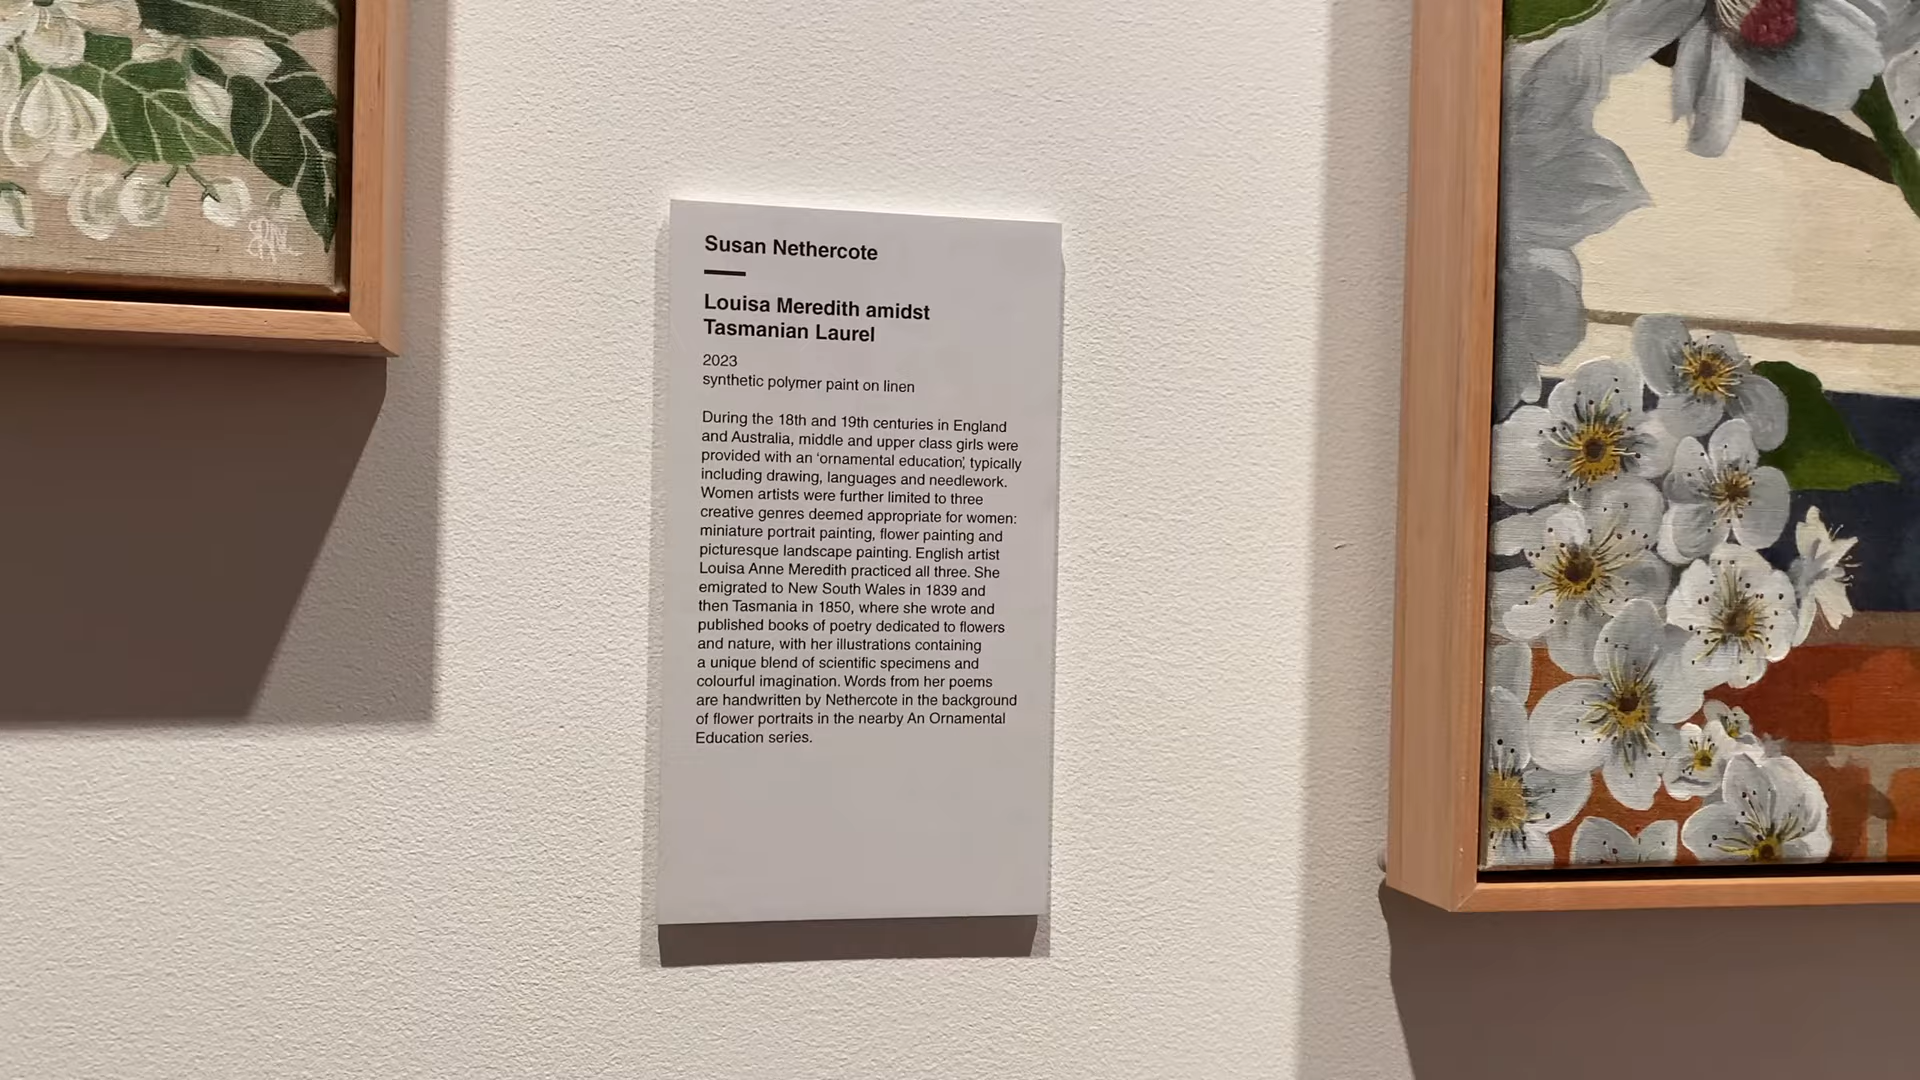 Susan Nethercote
Louisa Meredith amidst
Tasmanian Laurel
2023
synthetic polymer paint on linen
During the 18th and 19th centuries in England
and Australia, middle and upper class girls were
provided with an ‘ornamental education’, typically
including drawing, languages and needlework.
Women artists were further limited to three
creative genres deemed appropriate for women:
miniature portrait painting, flower painting and
picturesque landscape painting. English artist
Louisa Anne Meredith practiced all three. She
emigrated to New South Wales in 1839 and
then Tasmania in 1850, where she wrote and
published books of poetry dedicated to flowers
and nature, with her illustrations containing
a unique blend of scientific specimens and
colourful imagination. Words from her poems
are handwritten by Nethercote in the background
of flower portraits in the nearby An Ornamental
Education series.